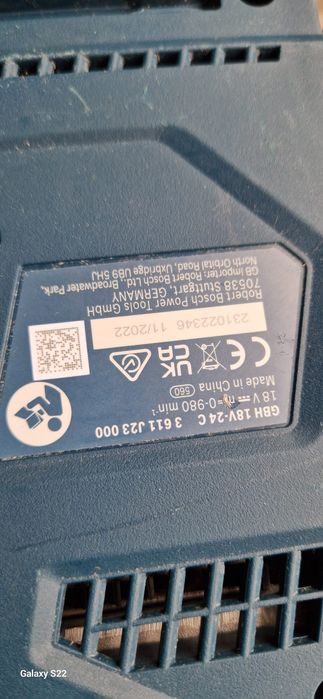 GBH 18V-24 C 3 611 J23 000
18 V ⎓ n=0-980 min⁻¹
Made in China 560
UK CA CE
231022346 11/2022
Robert Bosch Power Tools GmbH
70538 Stuttgart, GERMANY
GB importer: Robert Bosch Ltd., Broadwater Park,
North Orbital Road, Uxbridge UB9 5HJ
Galaxy S22